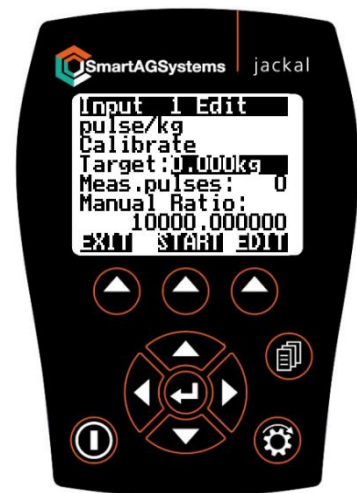 SmartAGSystems jackal
Input 1 Edit
pulse/kg
Calibrate
Target:0.000kg
Meas.pulses: 0
Manual Ratio:
10000.000000
EXIT START EDIT